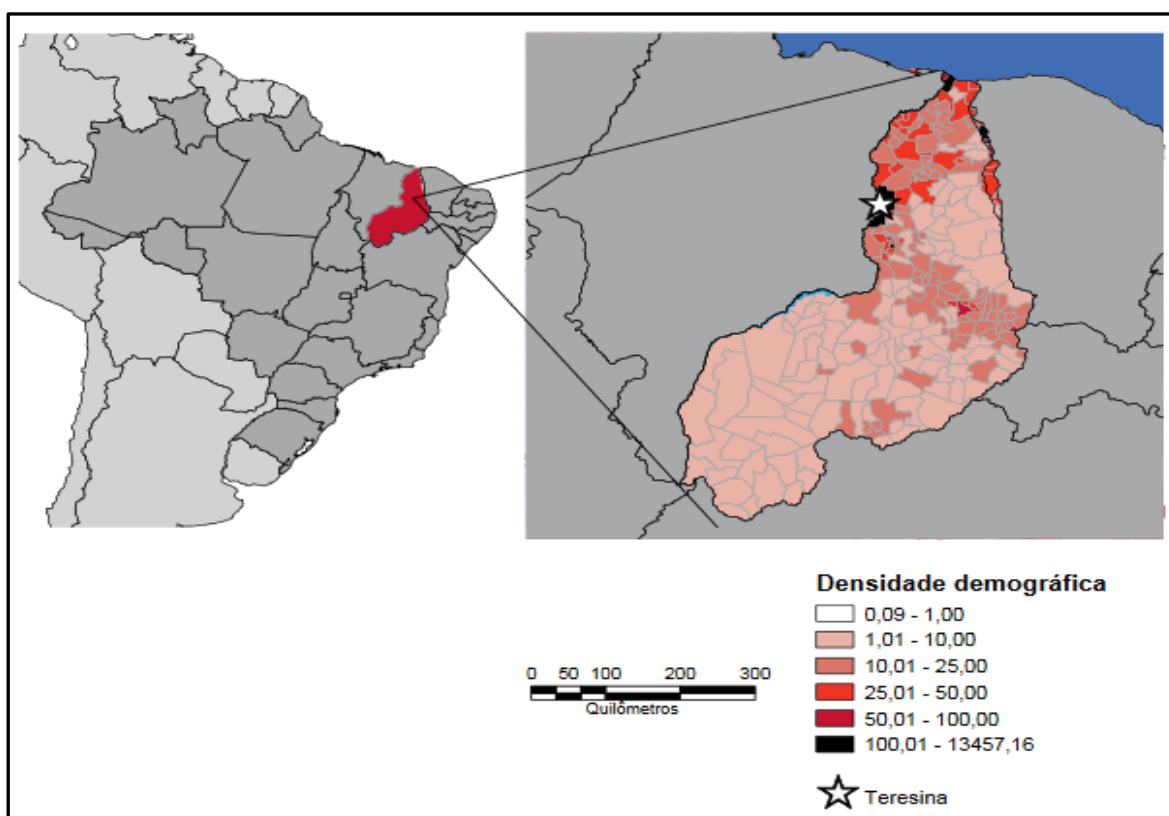 Densidade demográfica
0,09 - 1,00
1,01 - 10,00
10,01 - 25,00
25,01 - 50,00
50,01 - 100,00
100,01 - 13457,16
Teresina
0 50 100 200 300
Quilômetros